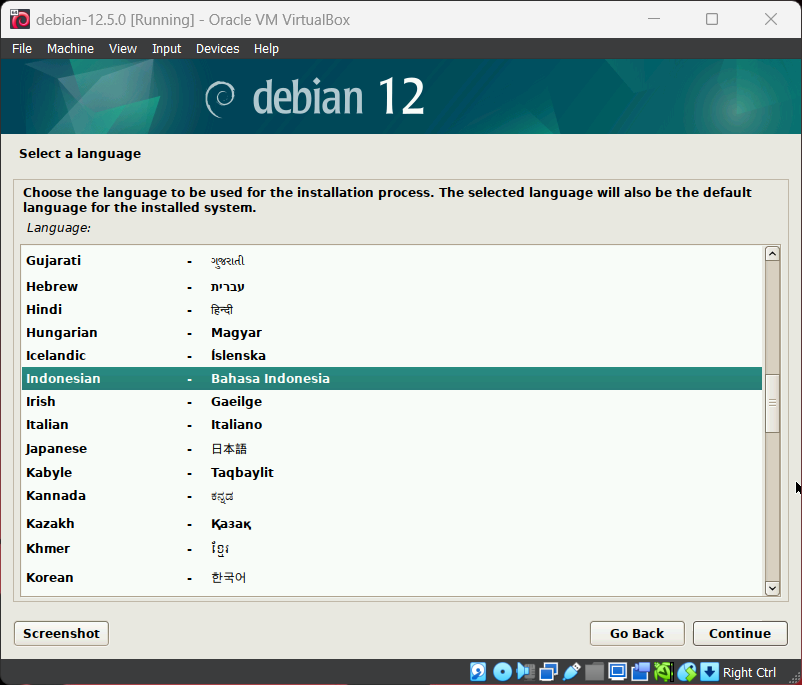 debian-12.5.0 [Running] - Oracle VM VirtualBox
File Machine View Input Devices Help
debian 12
Select a language
Choose the language to be used for the installation process. The selected language will also be the default
language for the installed system.
Language:
Gujarati - ગુજરાતી
Hebrew - עברית
Hindi - हिन्दी
Hungarian - Magyar
Icelandic - Íslenska
Indonesian - Bahasa Indonesia
Irish - Gaeilge
Italian - Italiano
Japanese - 日本語
Kabyle - Taqbaylit
Kannada - ಕನ್ನಡ
Kazakh - Қазақ
Khmer - ខ្មែរ
Korean - 한국어
Screenshot Go Back Continue
Right Ctrl